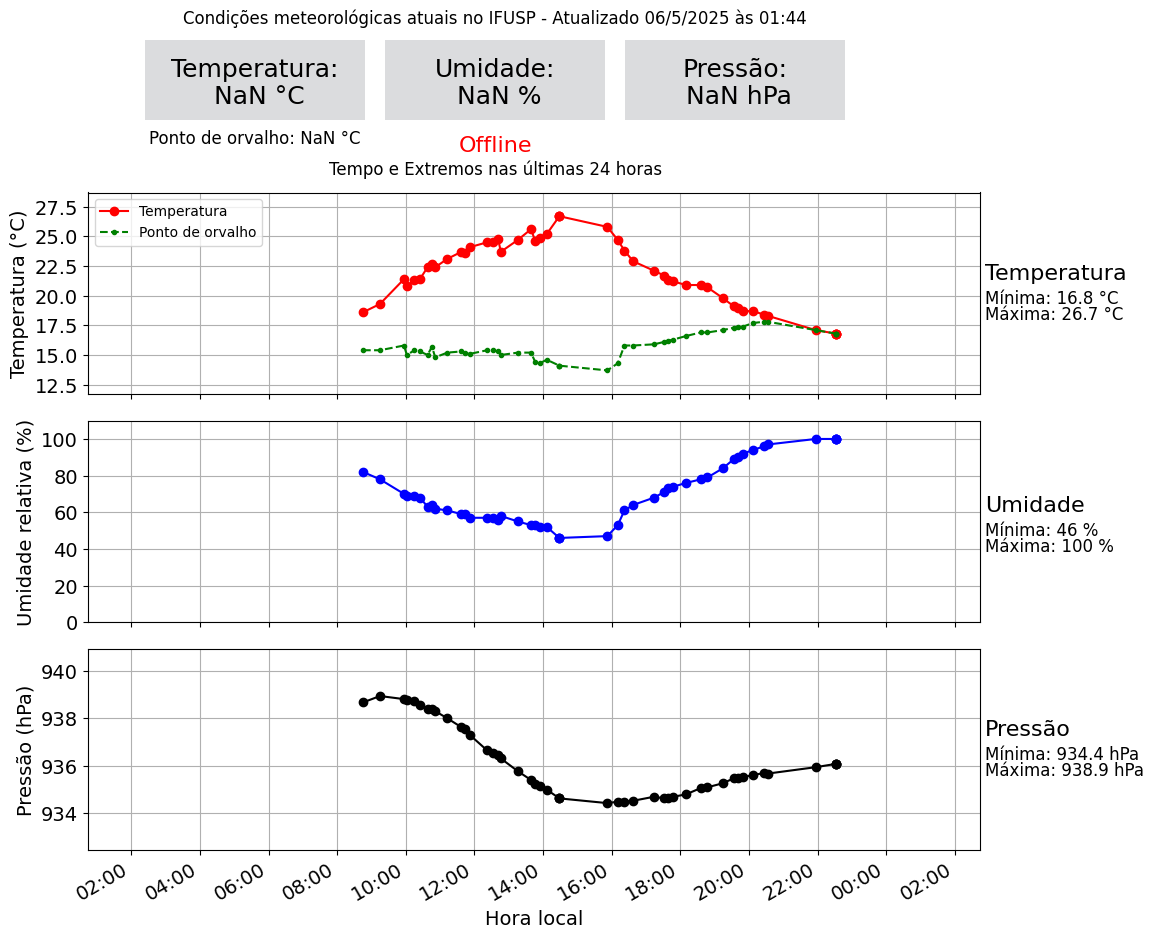 Condições meteorológicas atuais no IFUSP - Atualizado 06/5/2025 às 01:44
Temperatura:
NaN °C
Umidade:
NaN %
Pressão:
NaN hPa
Ponto de orvalho: NaN °C
Offline
Tempo e Extremos nas últimas 24 horas
Temperatura (°C)
27.5
25.0
22.5
20.0
17.5
15.0
12.5
Temperatura
Ponto de orvalho
Temperatura
Mínima: 16.8 °C
Máxima: 26.7 °C
Umidade relativa (%)
100
80
60
40
20
0
Umidade
Mínima: 46 %
Máxima: 100 %
Pressão (hPa)
940
938
936
934
Pressão
Mínima: 934.4 hPa
Máxima: 938.9 hPa
02:00 04:00 06:00 08:00 10:00 12:00 14:00 16:00 18:00 20:00 22:00 00:00 02:00
Hora local